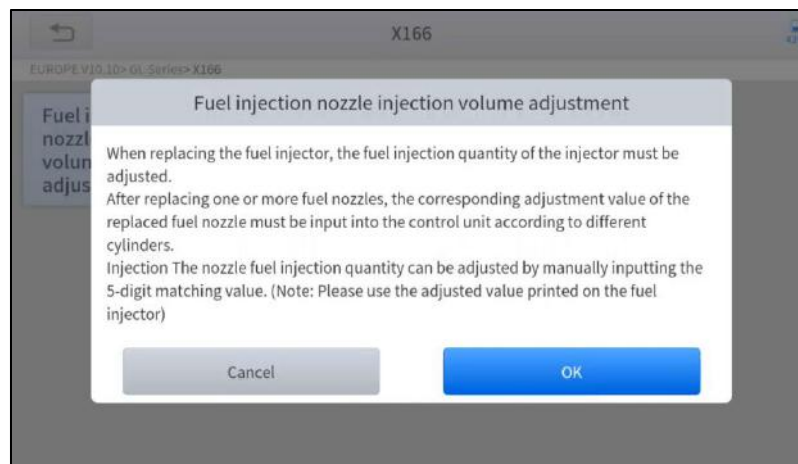 X166
EUROPE V10.10> GL-Series> X166
Fuel i
nozzl
volun
adjus
Fuel injection nozzle injection volume adjustment
When replacing the fuel injector, the fuel injection quantity of the injector must be
adjusted.
After replacing one or more fuel nozzles, the corresponding adjustment value of the
replaced fuel nozzle must be input into the control unit according to different
cylinders.
Injection The nozzle fuel injection quantity can be adjusted by manually inputting the
5-digit matching value. (Note: Please use the adjusted value printed on the fuel
injector)
Cancel
OK